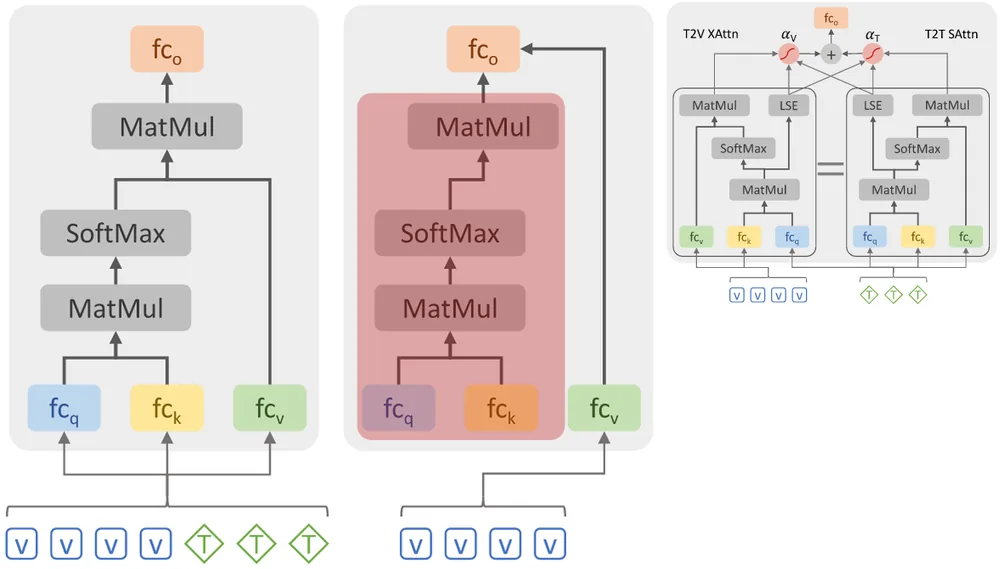 fco
MatMul
SoftMax
MatMul
fcq fck fcv
V V V V T T T
fco
MatMul
SoftMax
MatMul
fcq fck fcv
V V V V
fco
T2V XAttn αV + αT T2T SAttn
MatMul LSE LSE MatMul
SoftMax SoftMax
MatMul MatMul
fcv fck fcq fcq fck fcv
V V V V T T T